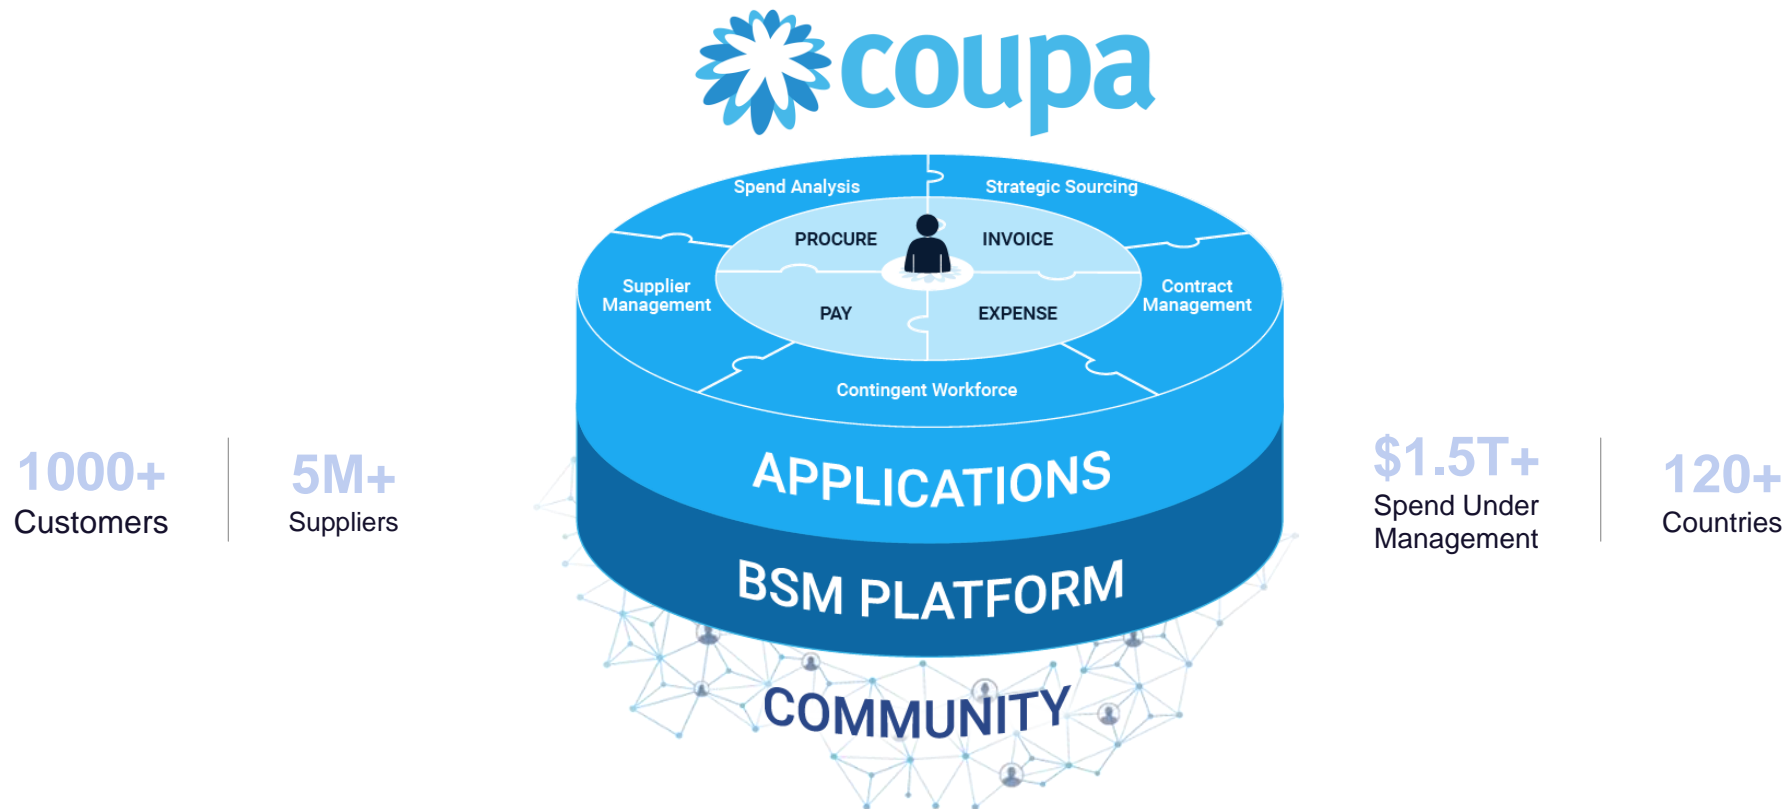 coupa
Spend Analysis
Strategic Sourcing
PROCURE
INVOICE
Supplier
Management
Contract
Management
PAY
EXPENSE
Contingent Workforce
APPLICATIONS
BSM PLATFORM
COMMUNITY
1000+
Customers
5M+
Suppliers
$1.5T+
Spend Under
Management
120+
Countries